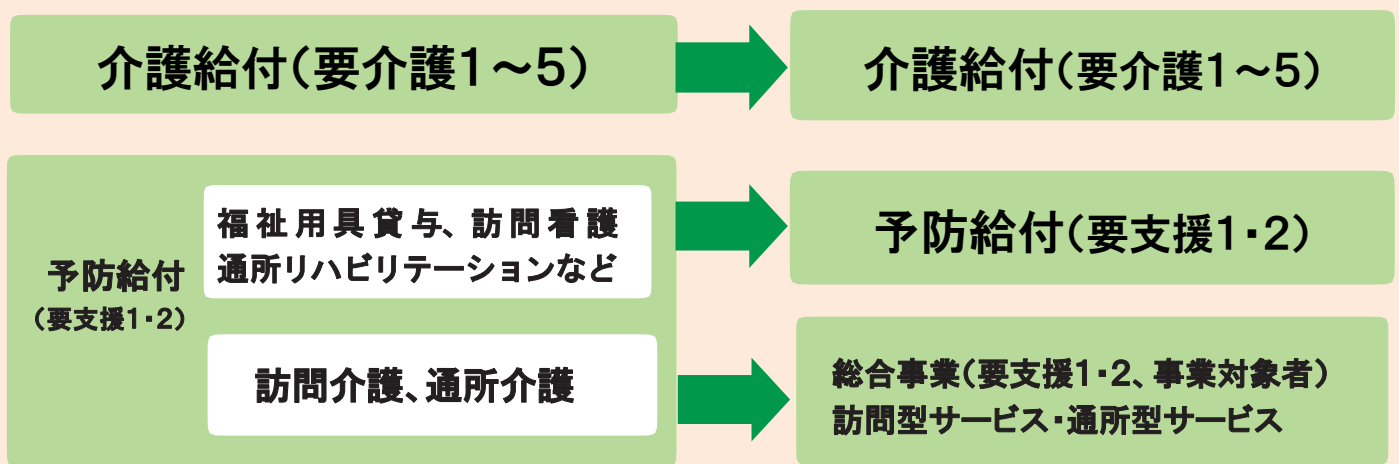 介護給付(要介護1~5)
介護給付(要介護1~5)
予防給付
(要支援1・2)
福祉用具貸与、訪問看護
通所リハビリテーションなど
予防給付(要支援1・2)
訪問介護、通所介護
総合事業(要支援1・2、事業対象者)
訪問型サービス・通所型サービス